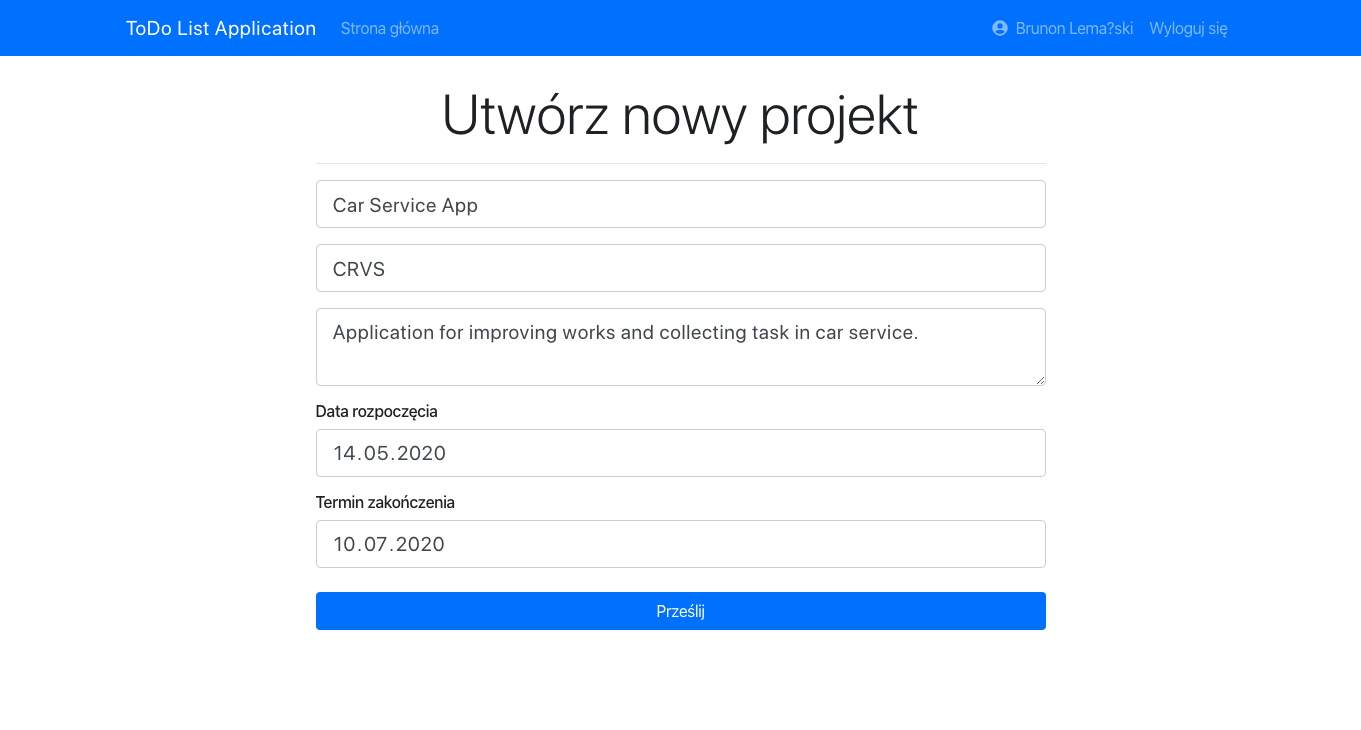 ToDo List Application Strona główna Brunon Lema?ski Wyloguj się
Utwórz nowy projekt
Car Service App
CRVS
Application for improving works and collecting task in car service.
Data rozpoczęcia
14.05.2020
Termin zakończenia
10.07.2020
Prześlij